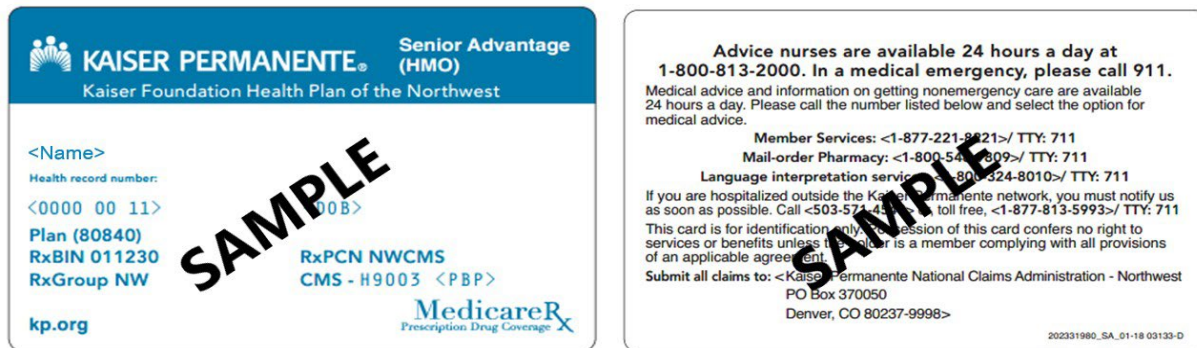 KAISER PERMANENTE®
Senior Advantage
(HMO)
Kaiser Foundation Health Plan of the Northwest
<Name>
Health record number:
<0000 00 11>
Plan (80840)
RxBIN 011230
RxPCN NWCMS
RxGroup NW
CMS - H9003 <PBP>
kp.org
MedicareRx
Prescription Drug Coverage
SAMPLE
Advice nurses are available 24 hours a day at
1-800-813-2000. In a medical emergency, please call 911.
Medical advice and information on getting nonemergency care are available
24 hours a day. Please call the number listed below and select the option for
medical advice.
Member Services: / TTY: 711
Mail-order Pharmacy: / TTY: 711
Language interpretation / TTY: 711
If you are hospitalized outside the Kaiser Permanente network, you must notify us
as soon as possible. Call toll free, <1-877-813-5993>/ TTY: 711
This card is for identification only. Possession of this card confers no right to
services or benefits unless the holder is a member complying with all provisions
of an applicable agreement.
Submit all claims to: <Kaiser Permanente National Claims Administration - Northwest
PO Box 370050
Denver, CO 80237-9998>
SAMPLE
202331980_SA_01-18 03133-D